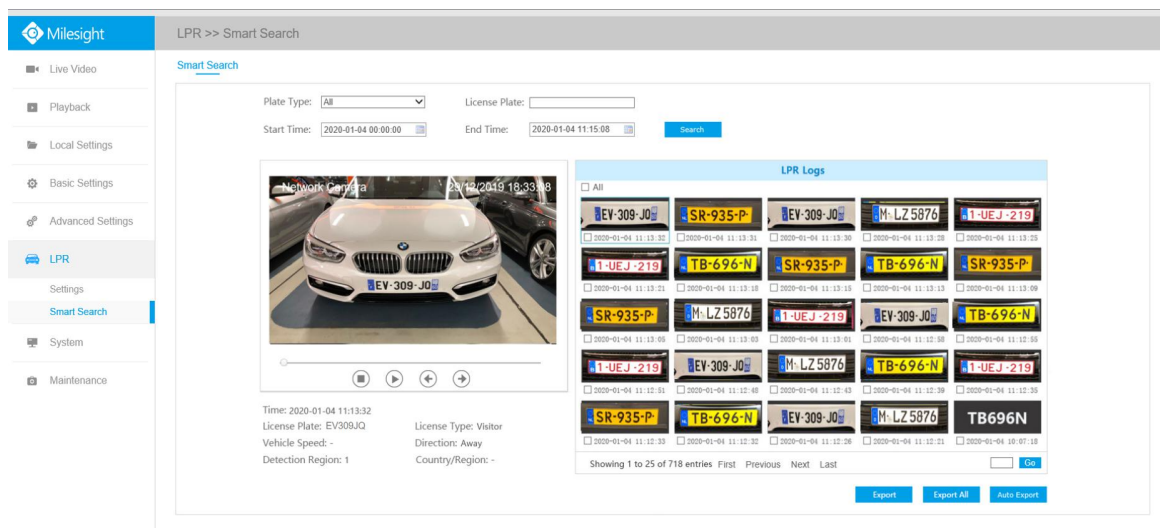 Milesight
LPR >> Smart Search
Live Video
Playback
Local Settings
Basic Settings
Advanced Settings
LPR
Settings
Smart Search
System
Maintenance
Smart Search
Plate Type: All License Plate:
Start Time: 2020-01-04 00:00:00 End Time: 2020-01-04 11:15:08 Search
Network Camera 29/12/2019 18:33:08
EV·309·JQ
Time: 2020-01-04 11:13:32
License Plate: EV309JQ License Type: Visitor
Vehicle Speed: - Direction: Away
Detection Region: 1 Country/Region: -
LPR Logs
All
EV·309·JQ SR-935-P EV·309·JQ M LZ 5876 1-UEJ-219
2020-01-04 11:13:32 2020-01-04 11:13:31 2020-01-04 11:13:30 2020-01-04 11:13:28 2020-01-04 11:13:25
1-UEJ-219 TB-696-N SR-935-P TB-696-N SR-935-P
2020-01-04 11:13:21 2020-01-04 11:13:18 2020-01-04 11:13:15 2020-01-04 11:13:13 2020-01-04 11:13:09
SR-935-P M LZ 5876 1-UEJ-219 EV·309·JQ TB-696-N
2020-01-04 11:13:05 2020-01-04 11:13:03 2020-01-04 11:13:01 2020-01-04 11:12:58 2020-01-04 11:12:55
1-UEJ-219 EV·309·JQ M LZ 5876 TB-696-N 1-UEJ-219
2020-01-04 11:12:51 2020-01-04 11:12:48 2020-01-04 11:12:43 2020-01-04 11:12:39 2020-01-04 11:12:35
SR-935-P TB-696-N EV·309·JQ M LZ 5876 TB696N
2020-01-04 11:12:33 2020-01-04 11:12:32 2020-01-04 11:12:26 2020-01-04 11:12:21 2020-01-04 10:07:18
Showing 1 to 25 of 718 entries First Previous Next Last Go
Export Export All Auto Export